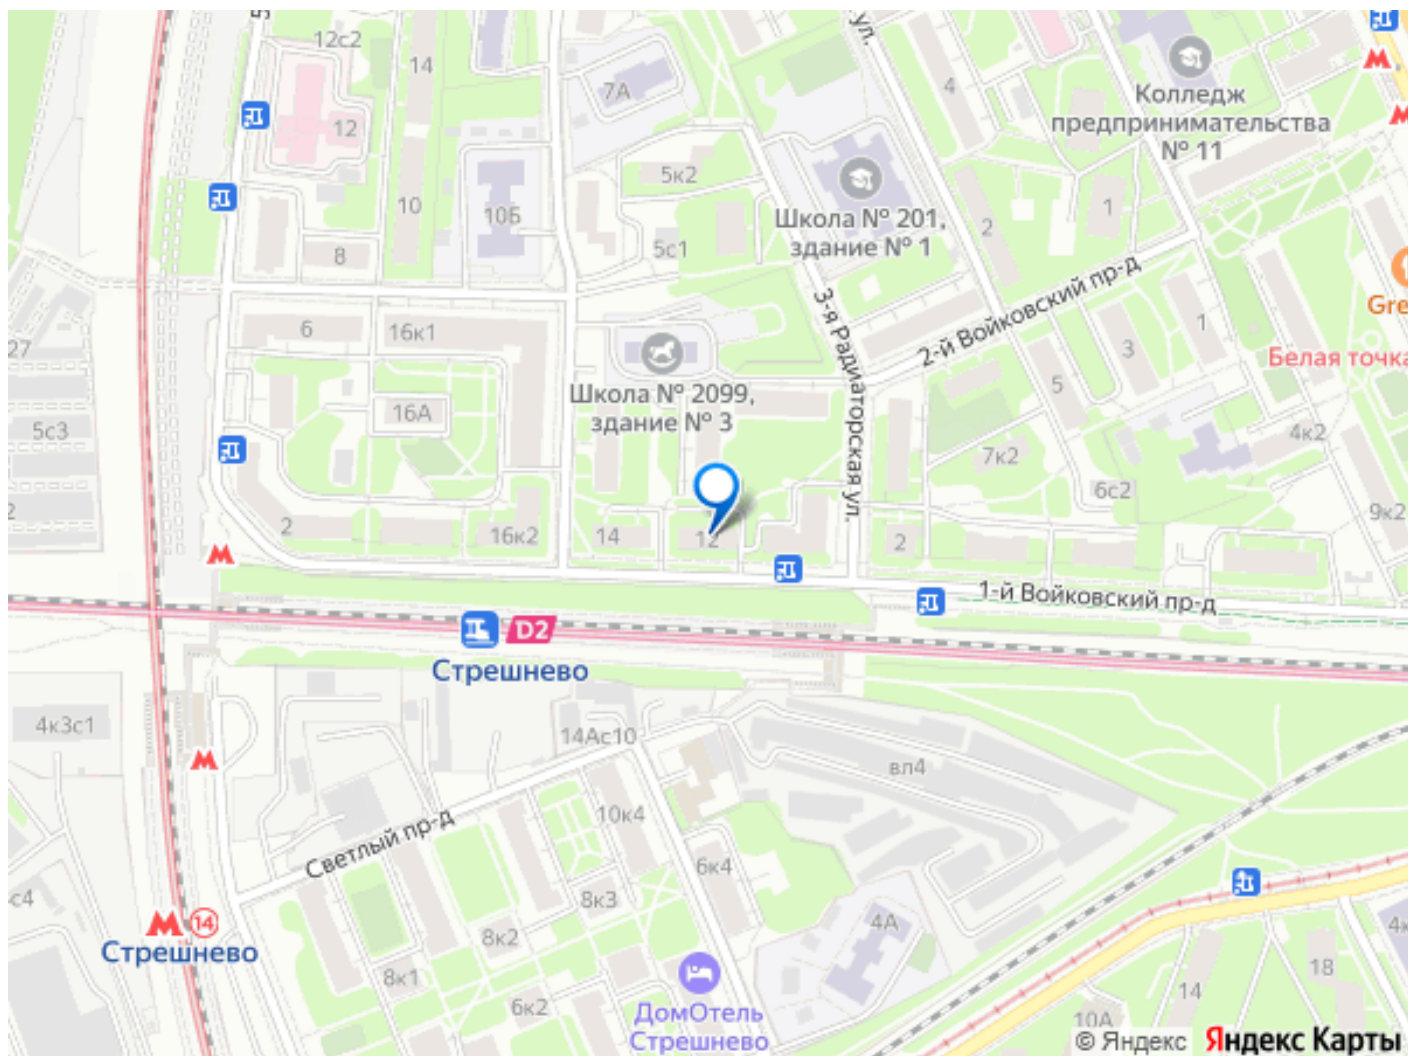 12с2
14
ул.
7А
4
Колледж
предпринимательства
№ 11
12
5к2
10
10Б
Школа № 201,
здание № 1
2
1
8
5с1
2-й Войковский пр-д
3-я Радиаторская ул.
Gre
27
6
16к1
3
1
Белая точка
Школа № 2099,
здание № 3
16А
5
5с3
4к2
7к2
6с2
9к2
2
2
16к2
14
12
2
1-й Войковский пр-д
D2
Стрешнево
4к3с1
14Ас10
вл4
Светлый пр-д
10к4
6к4
8к3
с4
14
Стрешнево
8к2
4А
4к
8к1
6к2
18
14
ДомОтель
Стрешнево
10А
© Яндекс Яндекс Карты